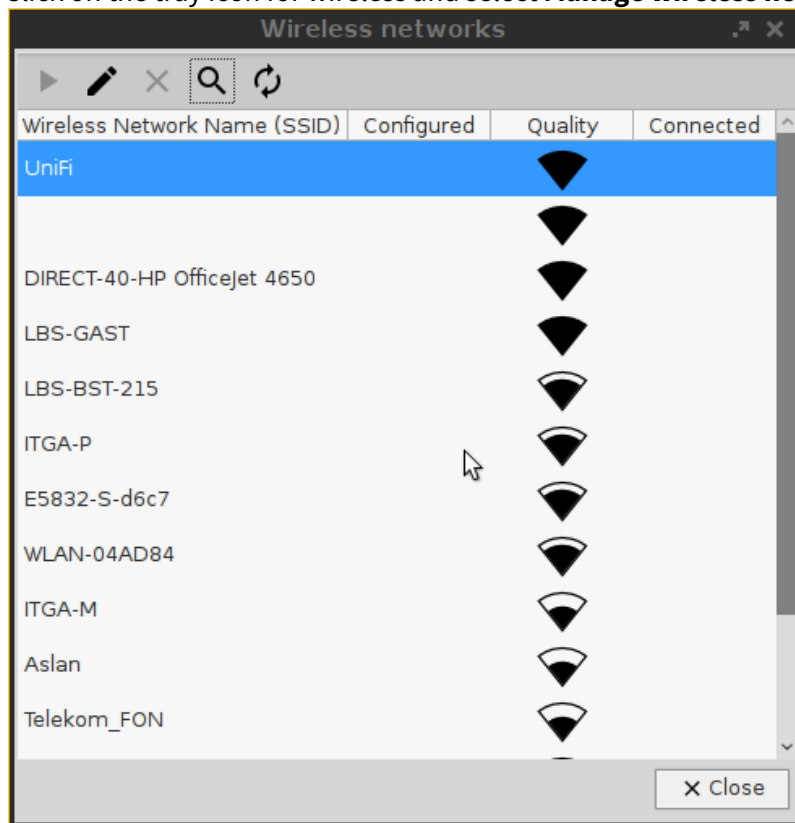 Wireless networks
Wireless Network Name (SSID) Configured Quality Connected
UniFi
DIRECT-40-HP OfficeJet 4650
LBS-GAST
LBS-BST-215
ITGA-P
E5832-S-d6c7
WLAN-04AD84
ITGA-M
Aslan
Telekom_FON
Close